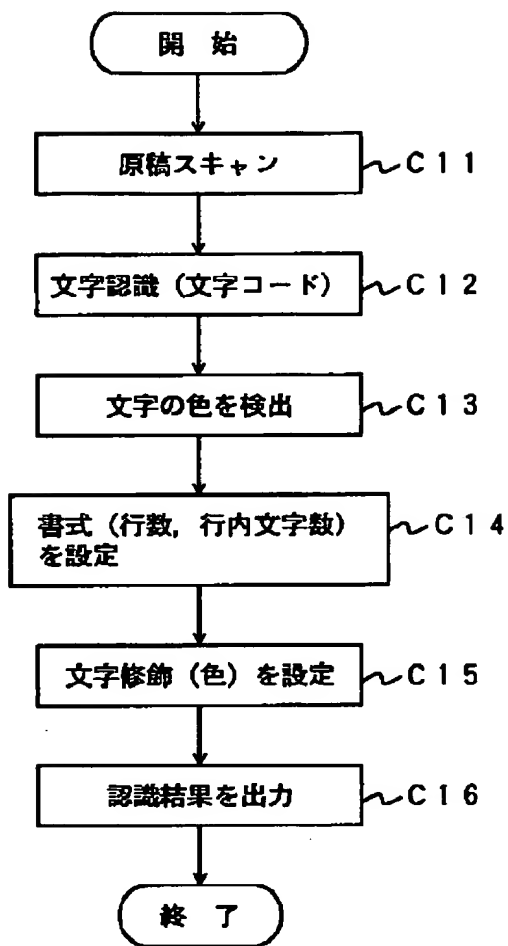 開 始
原稿スキャン C11
文字認識（文字コード） C12
文字の色を検出 C13
書式（行数，行内文字数） C14
を設定
文字修飾（色）を設定 C15
認識結果を出力 C16
終 了